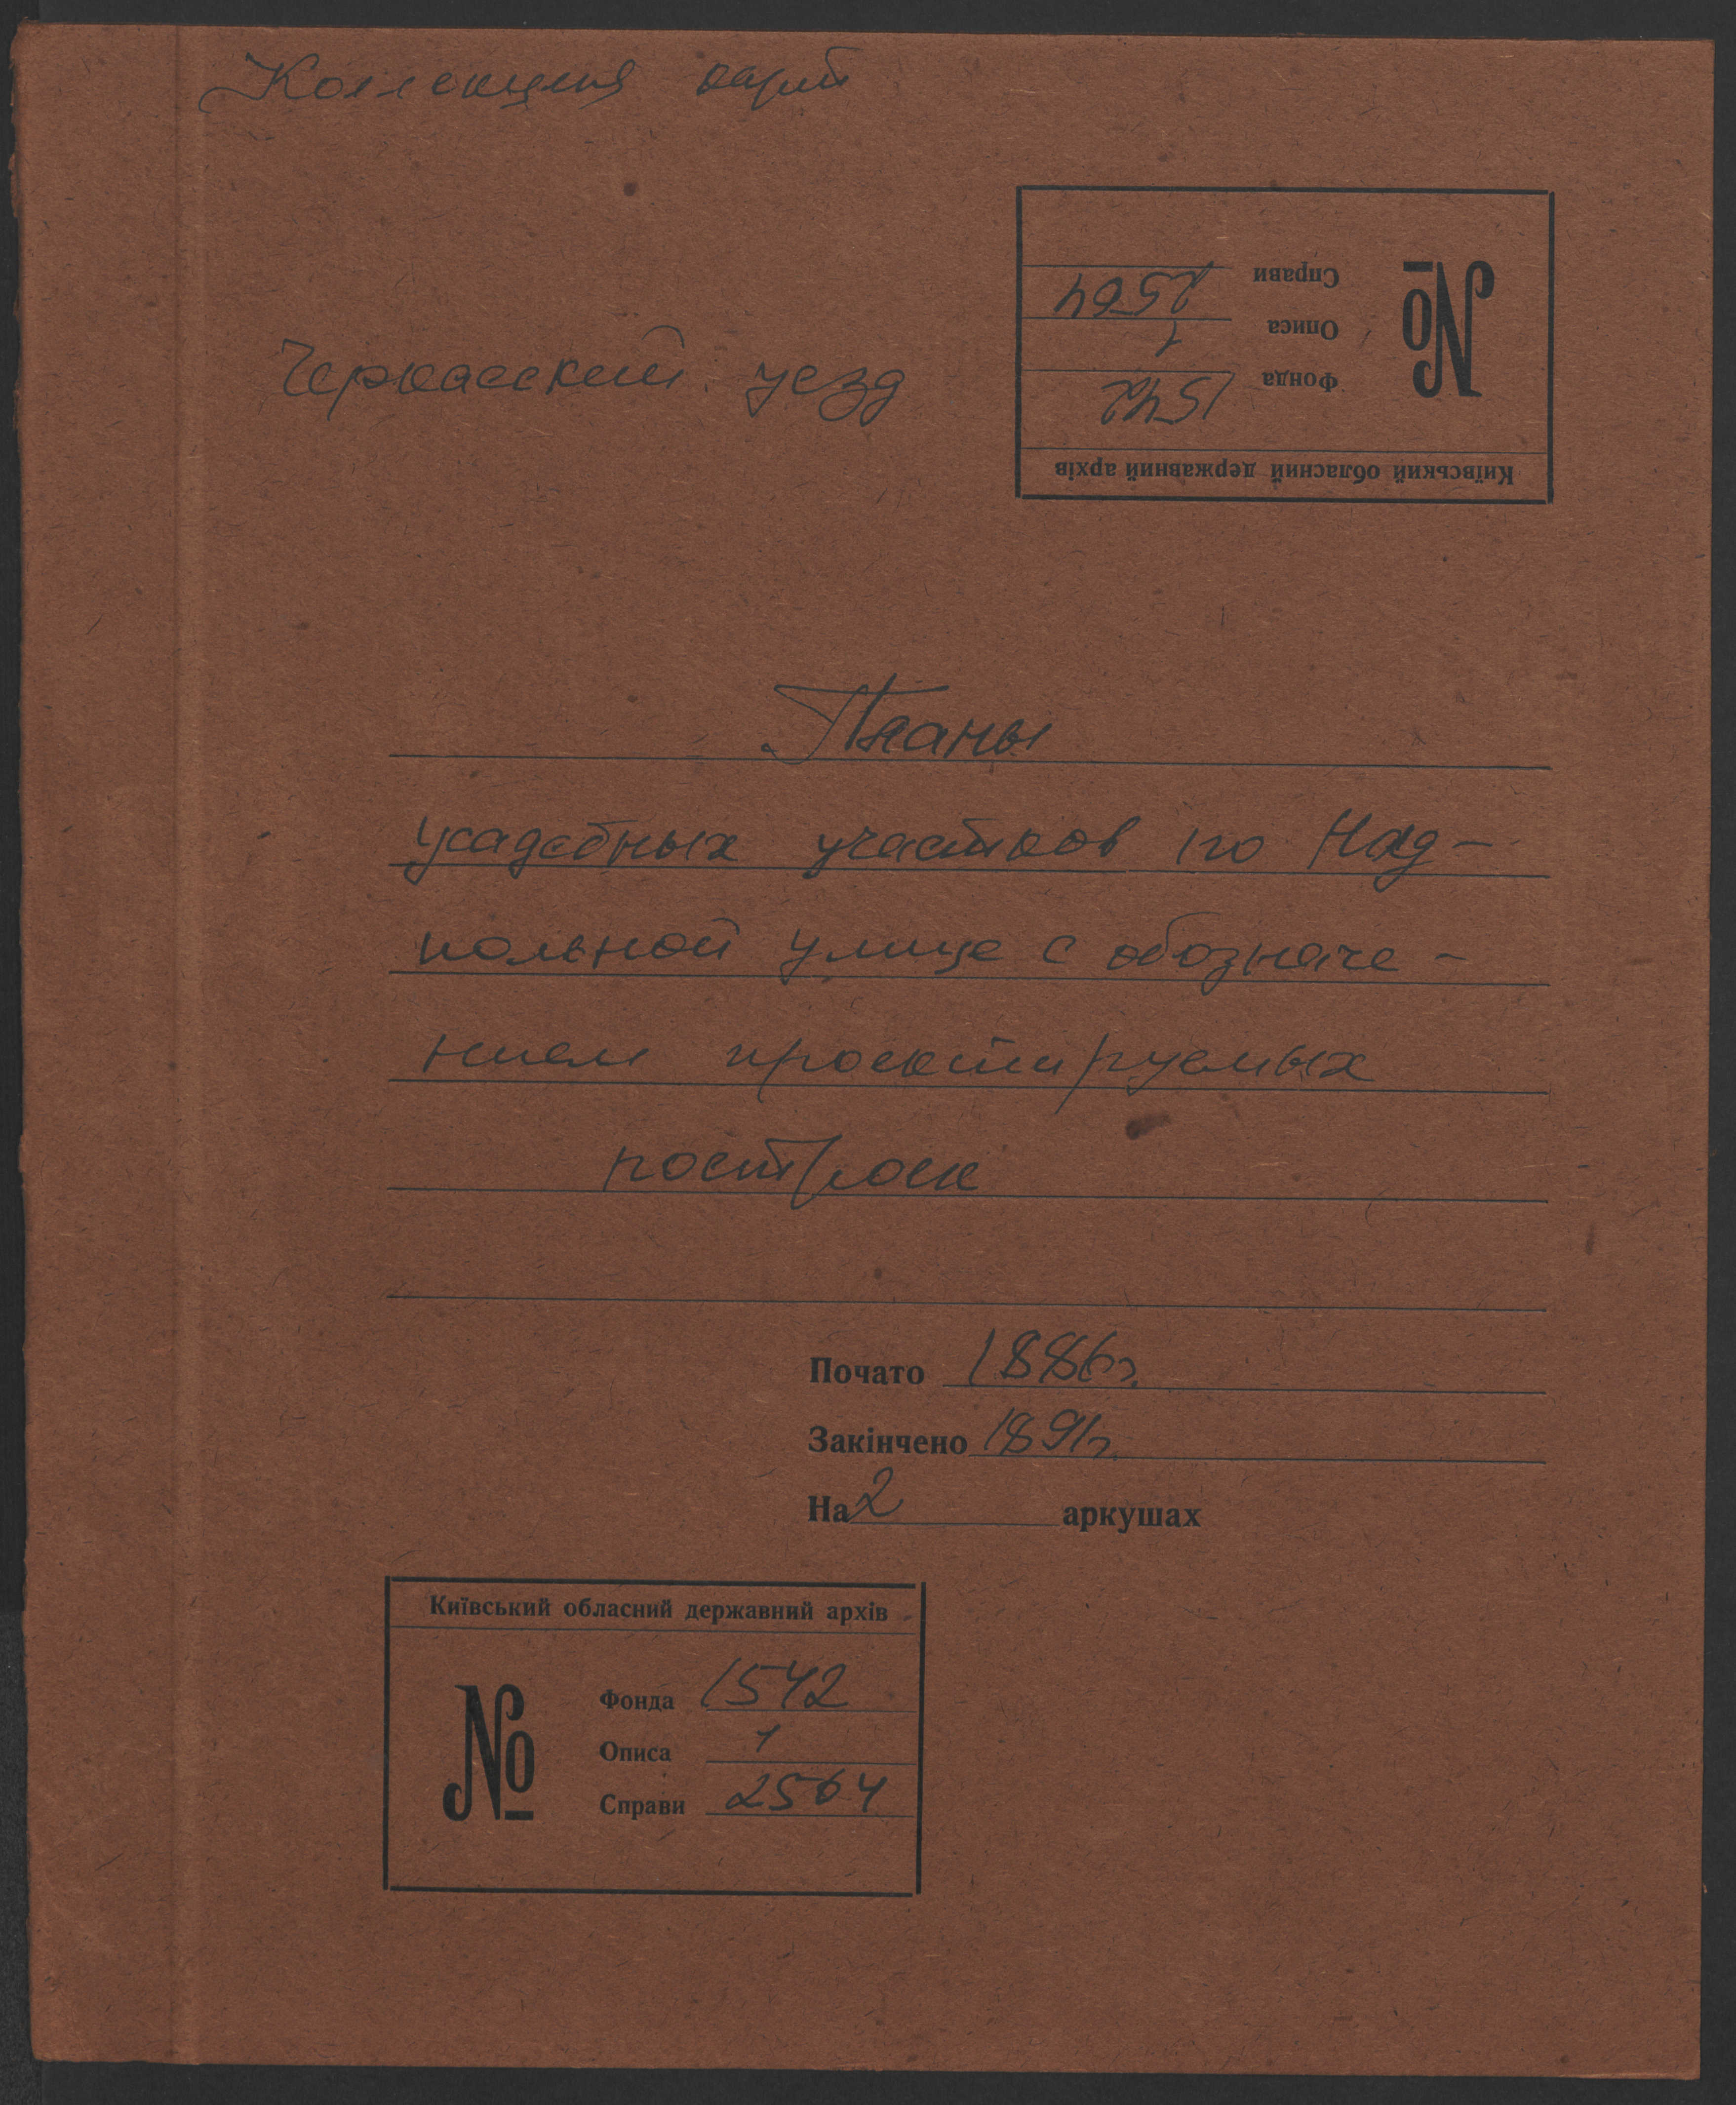 Коллекция карт
Справи 2564
Описа 1
Фонда 1542
№
Київський обласний державний архів
Черкасский уезд
Планы
усадебных участков по Над-
польной улице с обозначе-
нием проектируемых
построек
Почато 1886г.
Закінчено 1891г.
На 2 аркушах
Київський обласний державний архів
№
Фонда 1542
Описа 1
Справи 2564